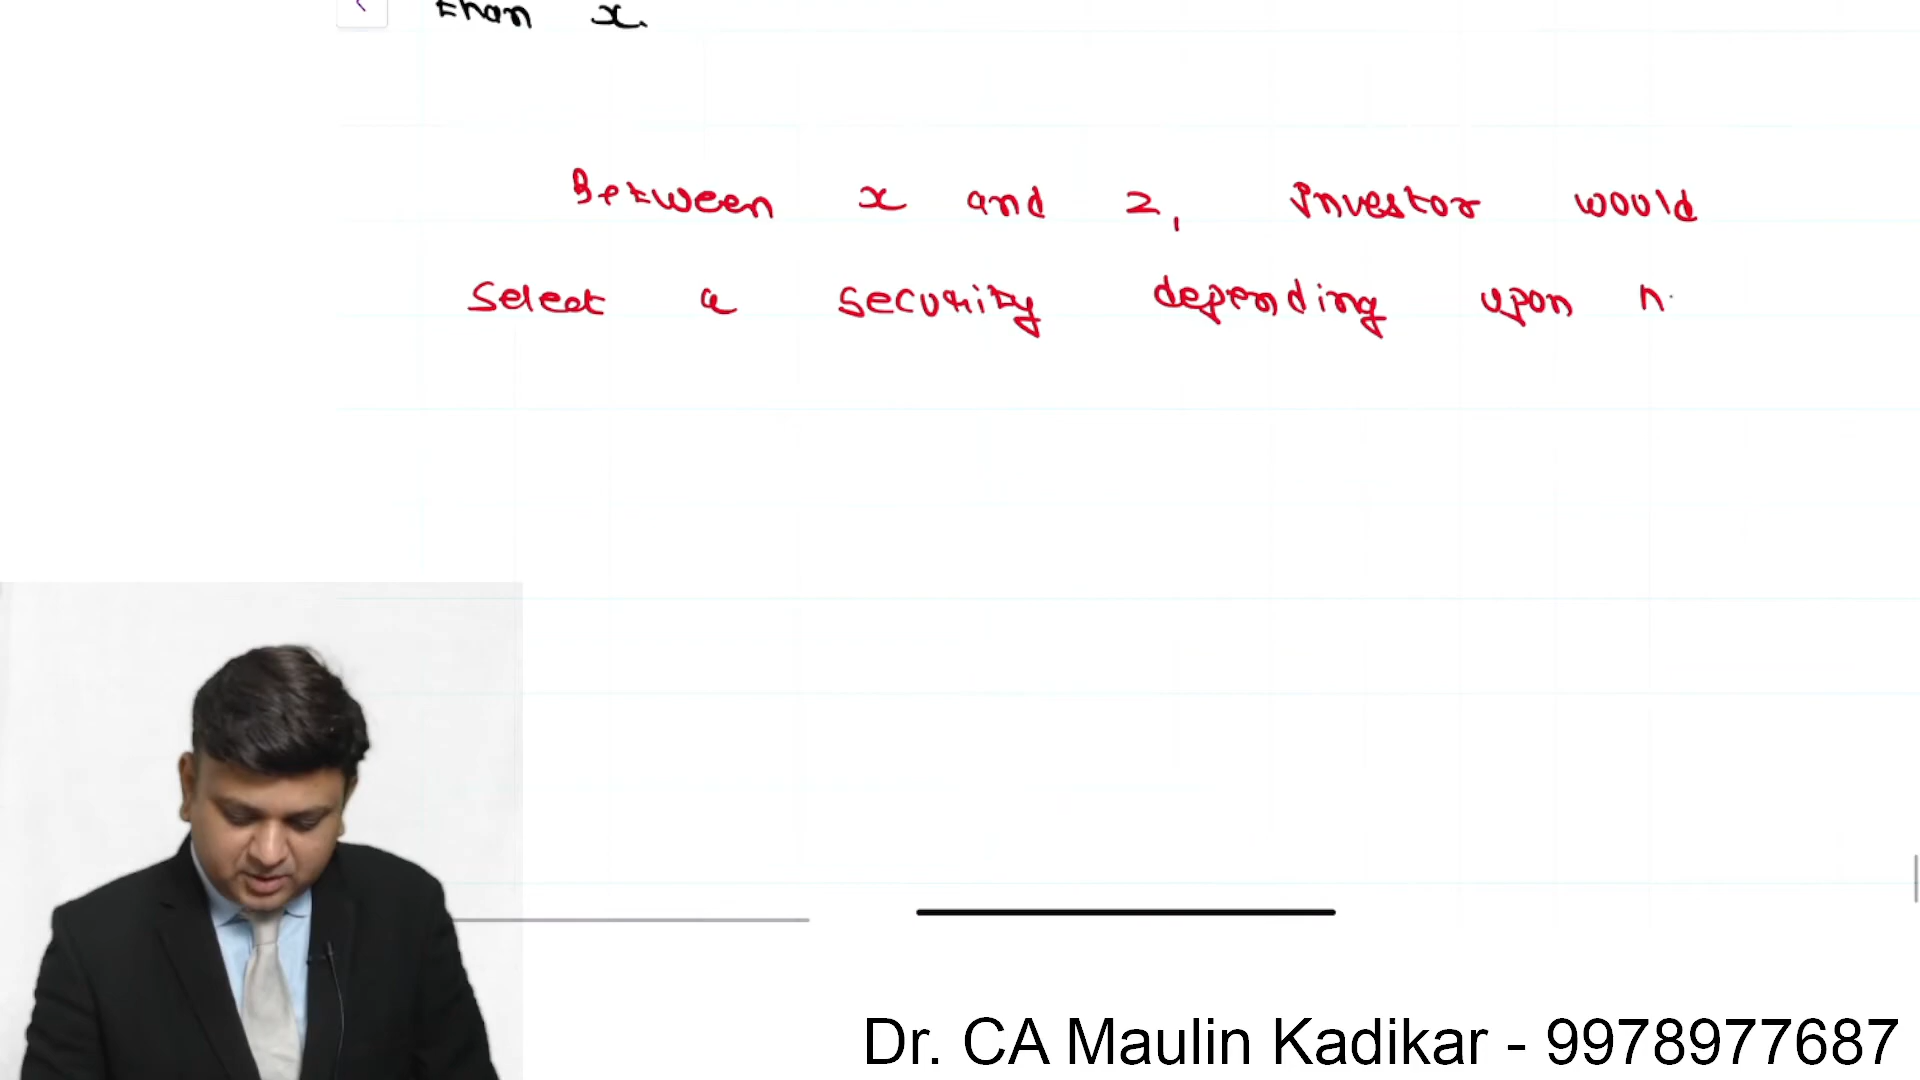 than x.
Between x and z, investor would
select a security depending upon
Dr. CA Maulin Kadikar - 9978977687